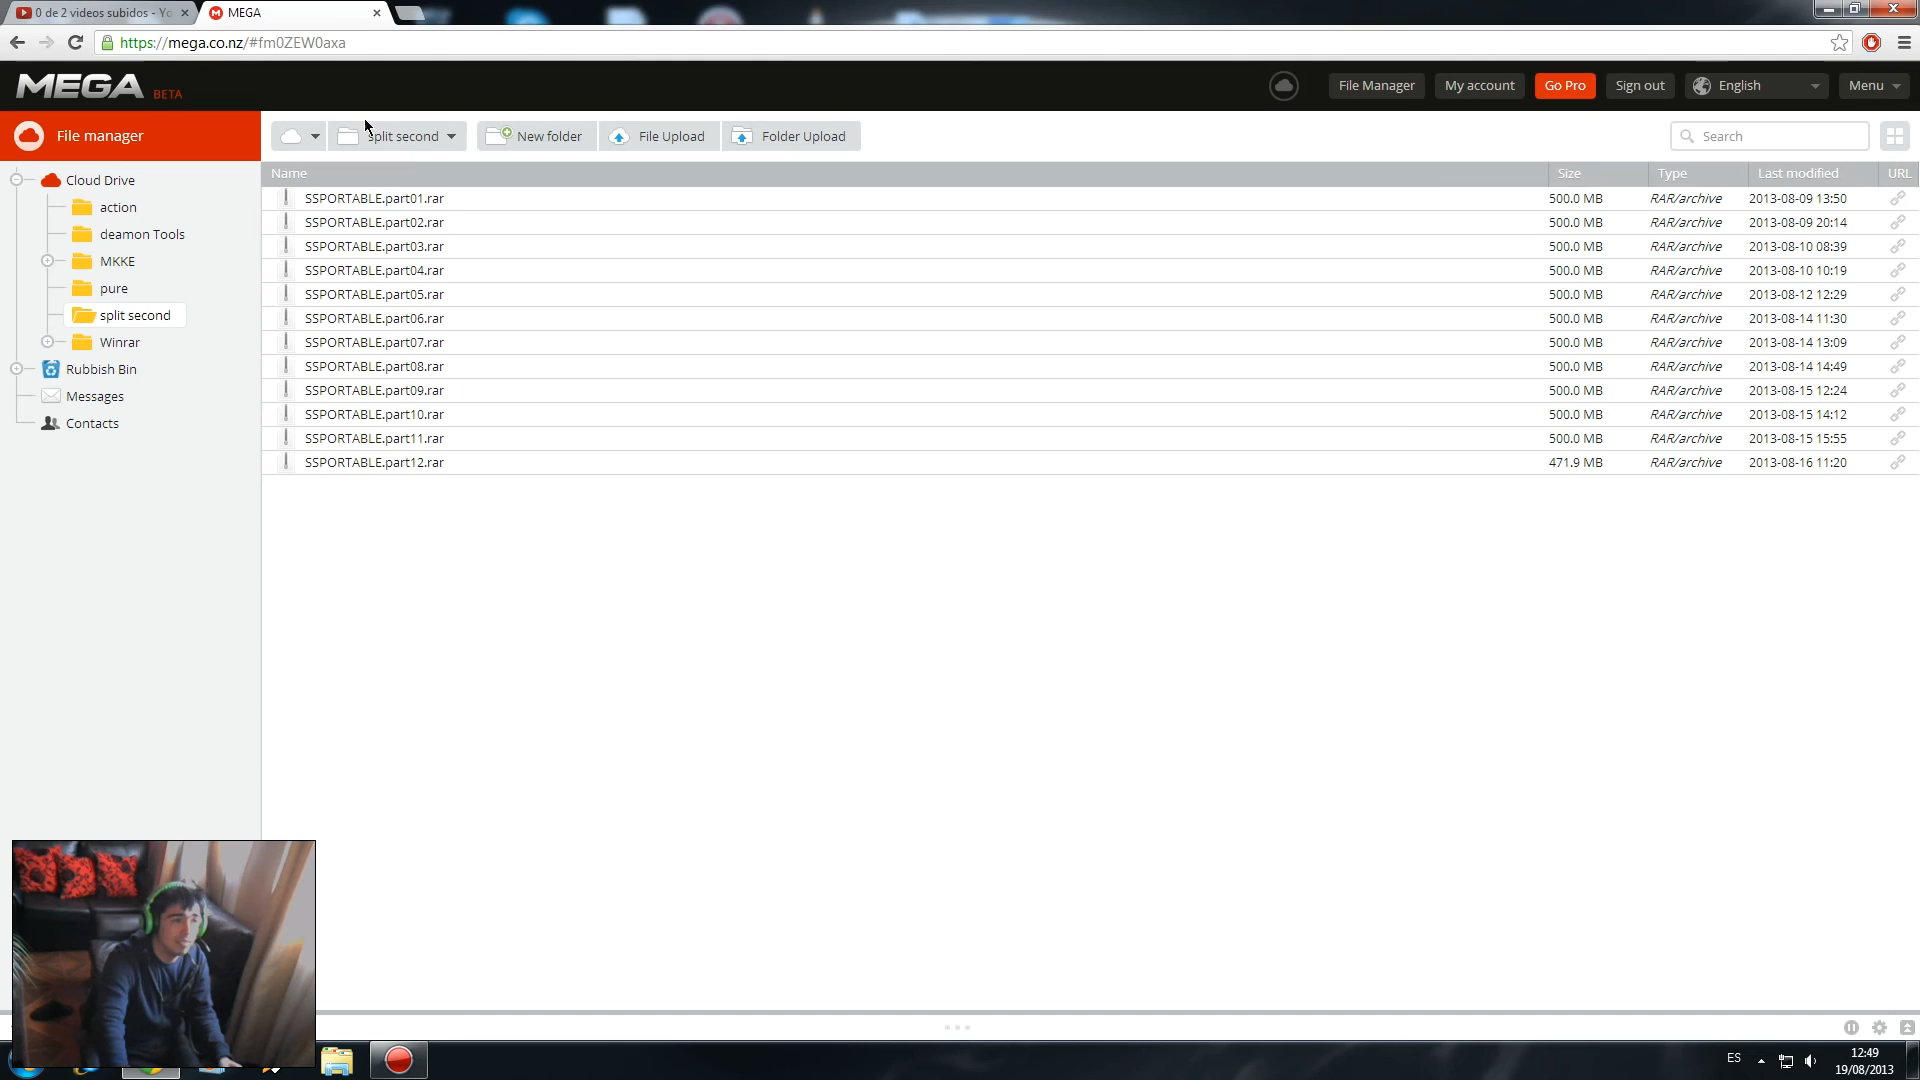 0 de 2 videos subidos - Yo
MEGA
https://mega.co.nz/#fm0ZEW0axa
MEGA BETA
File Manager
My account
Go Pro
Sign out
English
Menu
File manager
split second
New folder
File Upload
Folder Upload
Search
Cloud Drive
action
deamon Tools
MKKE
pure
split second
Winrar
Rubbish Bin
Messages
Contacts
Name Size Type Last modified URL
SSPORTABLE.part01.rar 500.0 MB RAR/archive 2013-08-09 13:50
SSPORTABLE.part02.rar 500.0 MB RAR/archive 2013-08-09 20:14
SSPORTABLE.part03.rar 500.0 MB RAR/archive 2013-08-10 08:39
SSPORTABLE.part04.rar 500.0 MB RAR/archive 2013-08-10 10:19
SSPORTABLE.part05.rar 500.0 MB RAR/archive 2013-08-12 12:29
SSPORTABLE.part06.rar 500.0 MB RAR/archive 2013-08-14 11:30
SSPORTABLE.part07.rar 500.0 MB RAR/archive 2013-08-14 13:09
SSPORTABLE.part08.rar 500.0 MB RAR/archive 2013-08-14 14:49
SSPORTABLE.part09.rar 500.0 MB RAR/archive 2013-08-15 12:24
SSPORTABLE.part10.rar 500.0 MB RAR/archive 2013-08-15 14:12
SSPORTABLE.part11.rar 500.0 MB RAR/archive 2013-08-15 15:55
SSPORTABLE.part12.rar 471.9 MB RAR/archive 2013-08-16 11:20
ES
12:49
19/08/2013